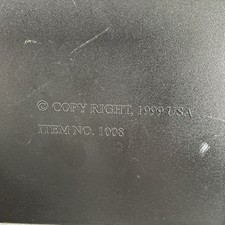 © COPY RIGHT, 1999 USA
ITEM NO. 1008